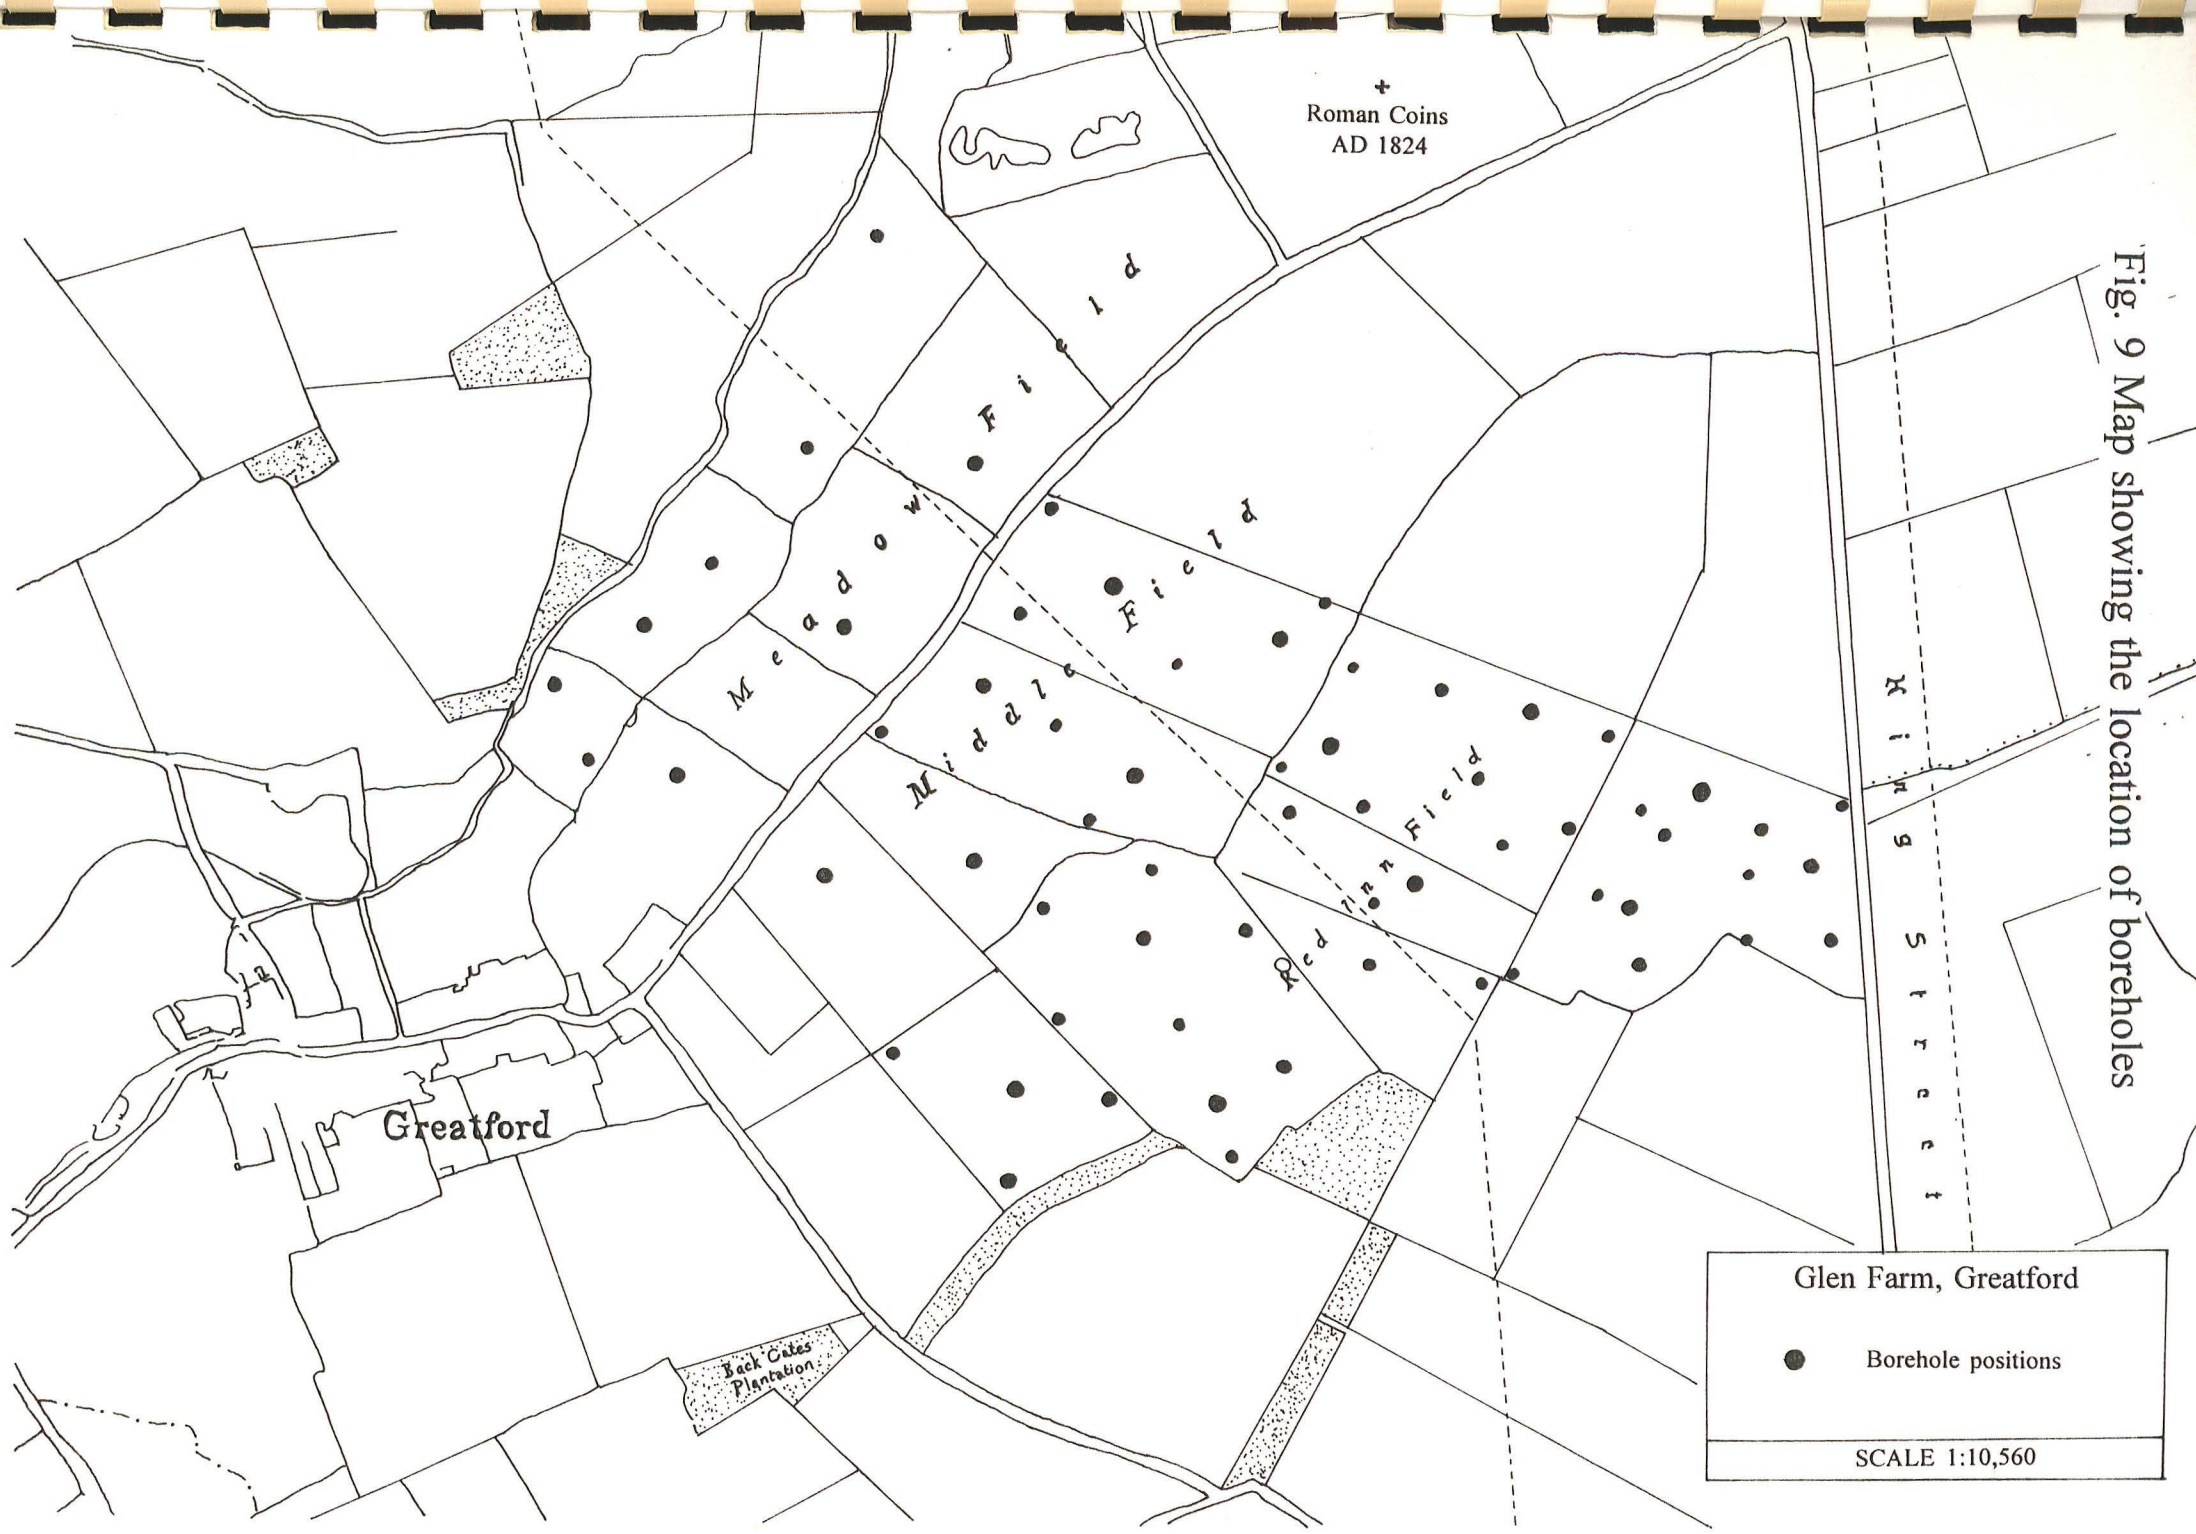 Roman Coins
AD 1824
Fig. 9 Map showing the location of boreholes
Meadow Field
Middle Field
Red Inn Field
King Street
Greatford
Back Cates
Plantation
Glen Farm, Greatford
Borehole positions
SCALE 1:10,560